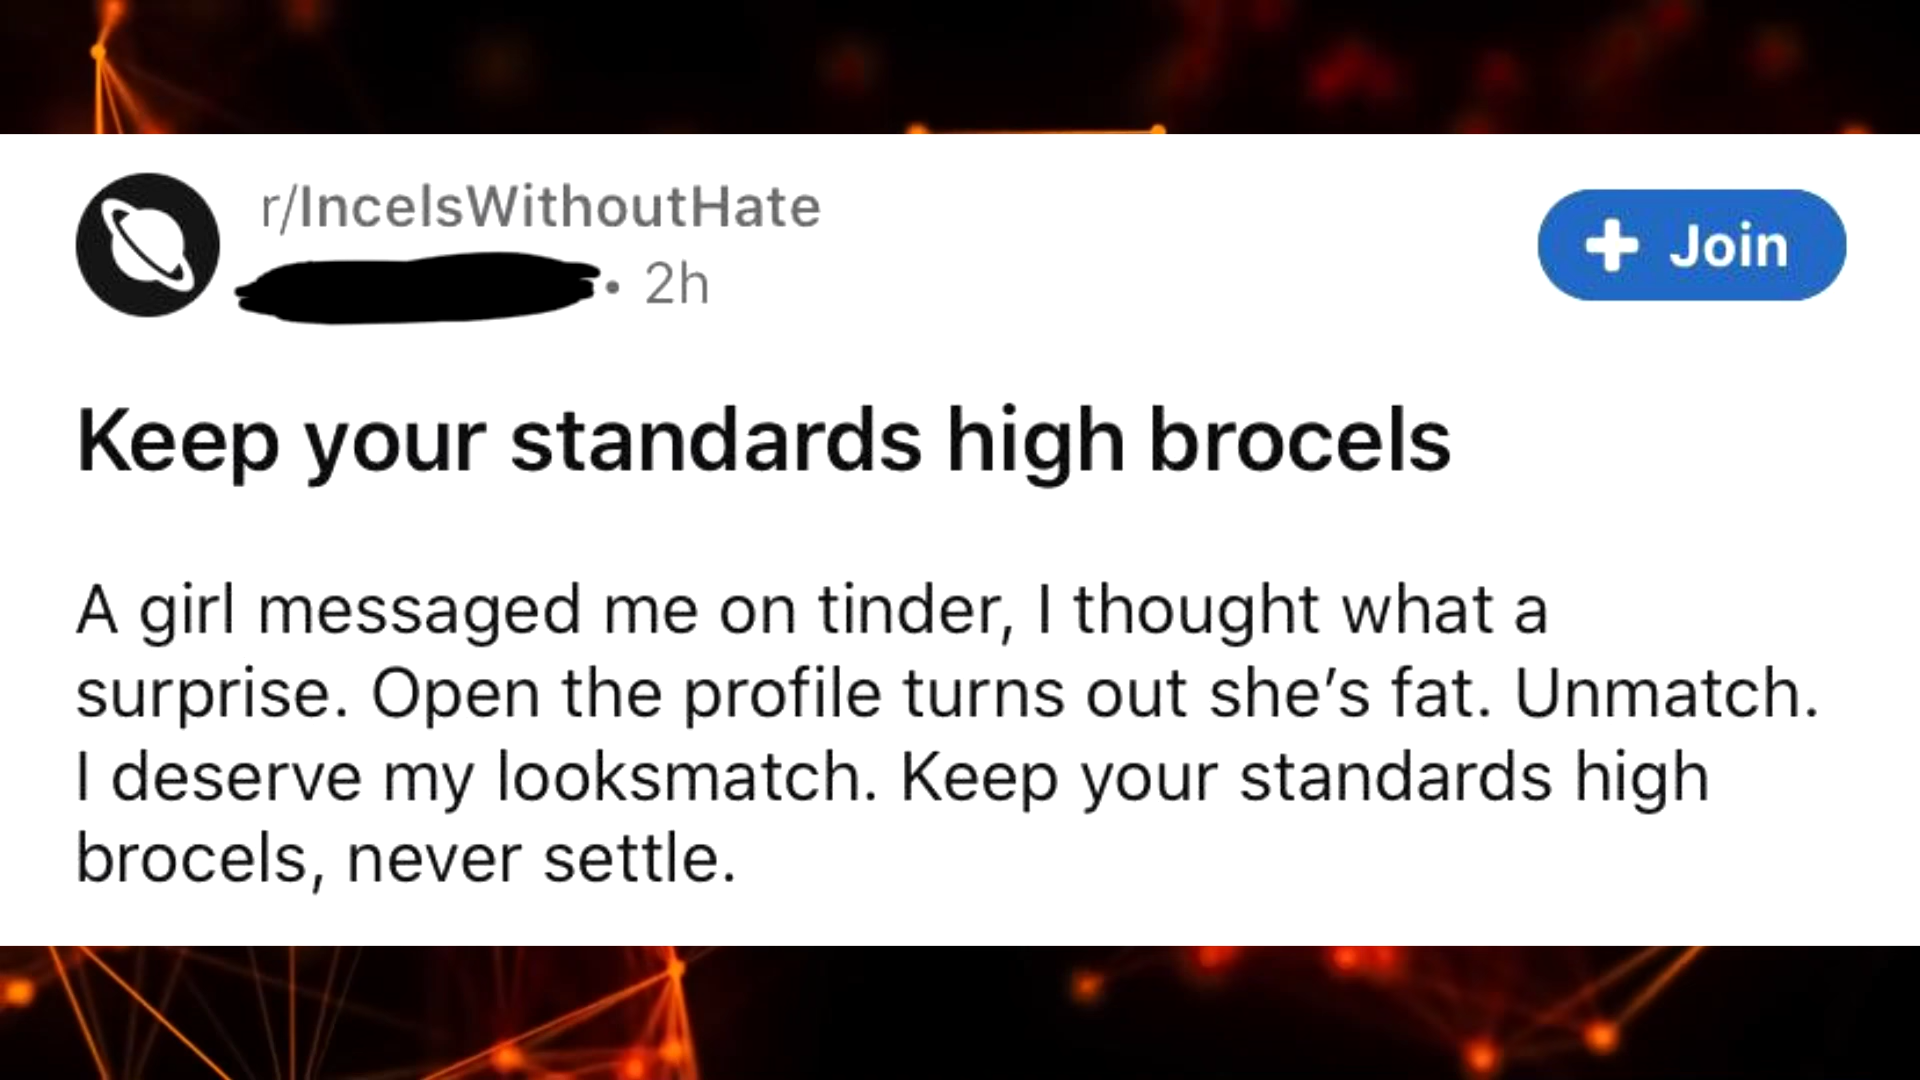 r/IncelsWithoutHate
• 2h
Join
Keep your standards high brocels
A girl messaged me on tinder, I thought what a
surprise. Open the profile turns out she’s fat. Unmatch.
I deserve my looksmatch. Keep your standards high
brocels, never settle.